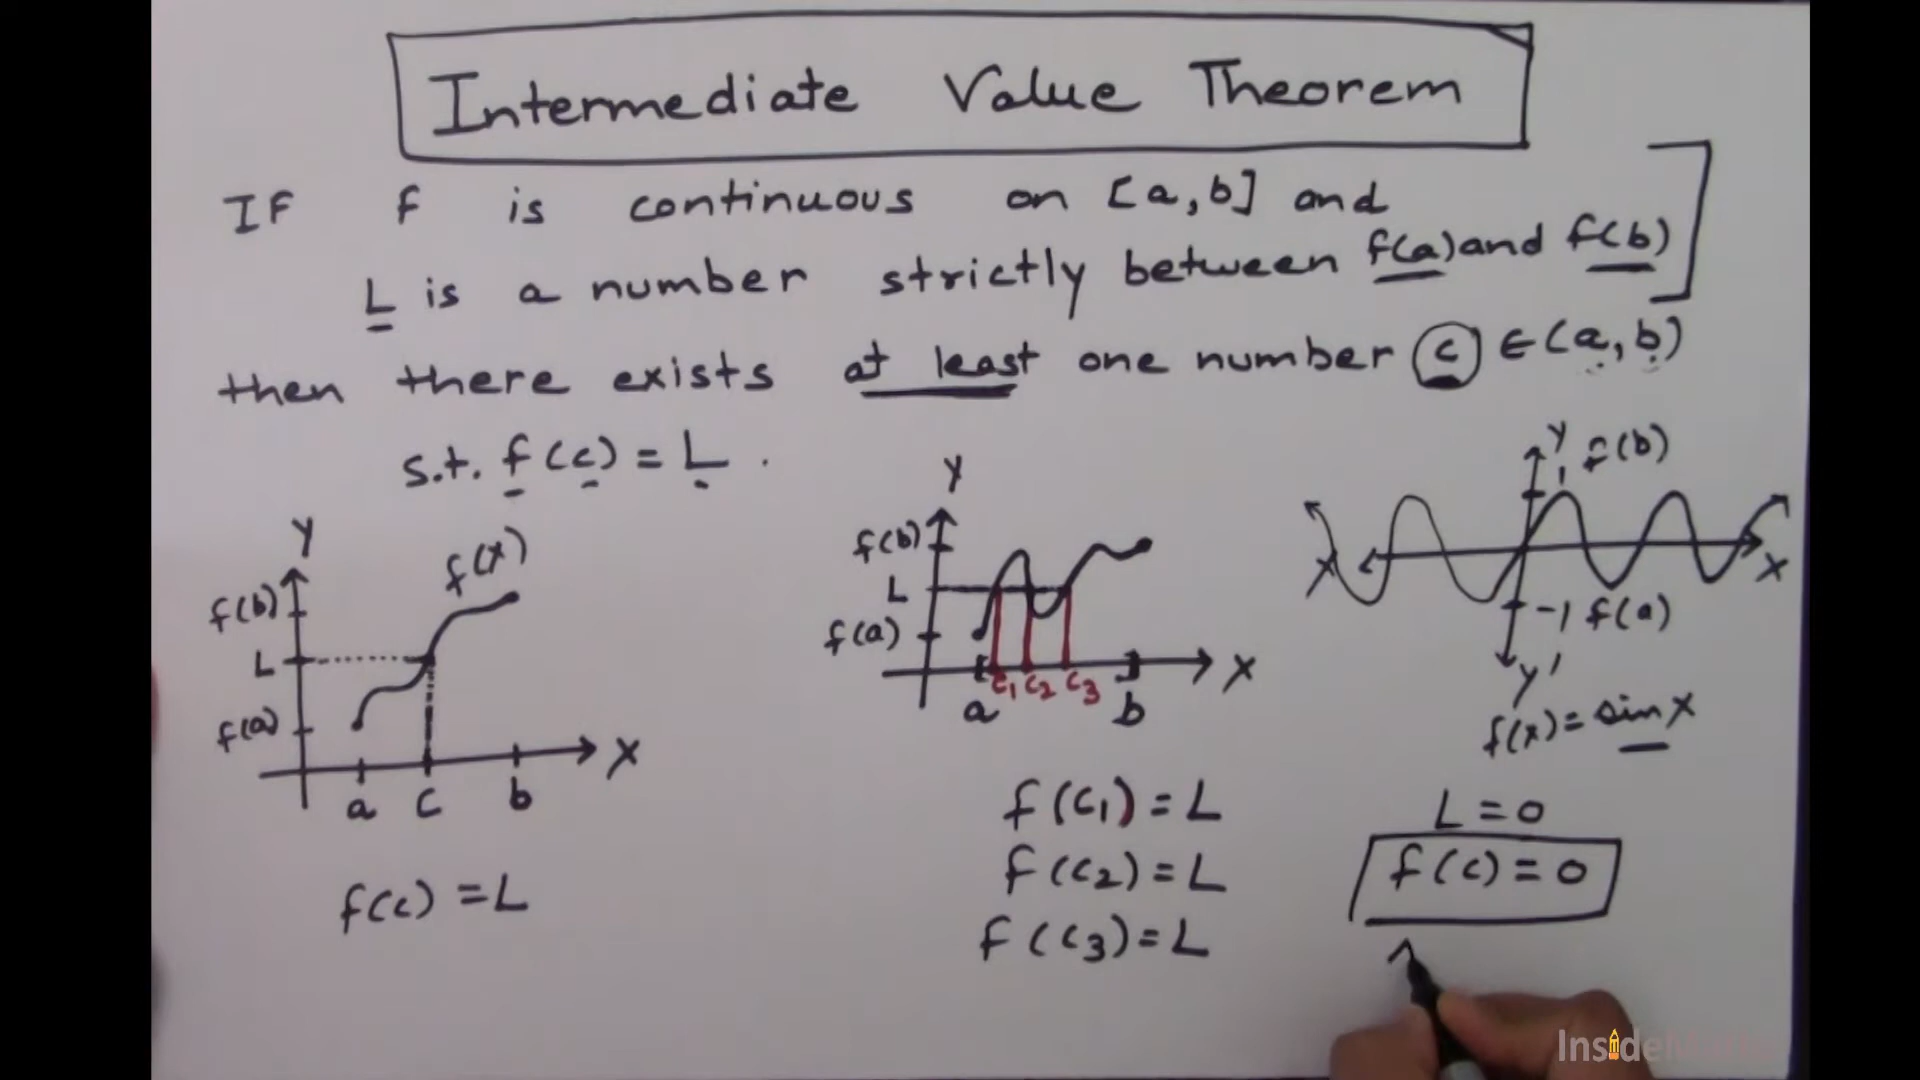 Intermediate Value Theorem
If f is continuous on [a,b] and
L is a number strictly between f(a) and f(b)
then there exists at least one number c ∈ (a,b)
s.t. f(c) = L .
Y
f(x)
f(b)
L
f(a)
a c b X
f(c) = L
Y
f(b)
L
f(a)
c1 c2 c3 X
a b
f(c1) = L
f(c2) = L
f(c3) = L
Y
1 f(b)
X' X
-1 f(a)
Y'
f(x) = sin x
L = 0
f(c) = 0